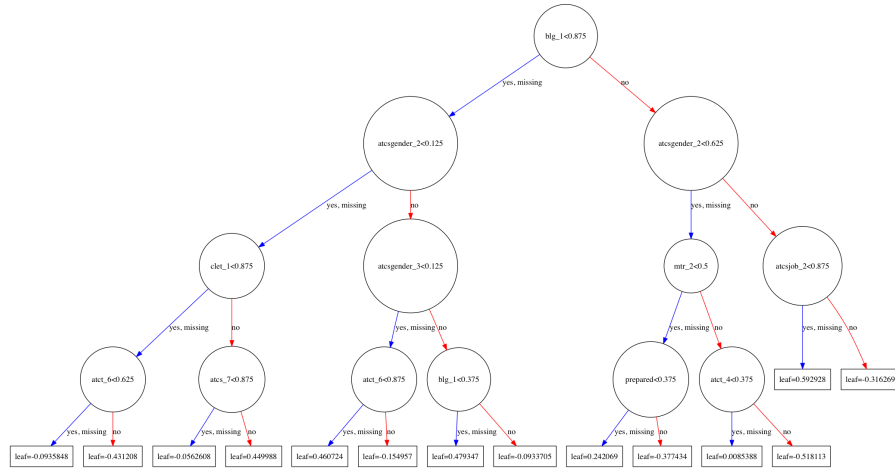 blg_1<0.875
yes, missing
no
atcsgender_2<0.125
atcsgender_2<0.625
yes, missing
no
yes, missing
no
clet_1<0.875
atcsgender_3<0.125
mtr_2<0.5
atcsjob_2<0.875
yes, missing
no
yes, missing
no
yes, missing
no
yes, missing
no
atct_6<0.625
atcs_7<0.875
atct_6<0.875
blg_1<0.375
prepared<0.375
atct_4<0.375
leaf=0.592928
leaf=-0.316269
yes, missing
no
yes, missing
no
yes, missing
no
yes, missing
no
yes, missing
no
yes, missing
no
leaf=-0.0935848
leaf=-0.431208
leaf=-0.0562608
leaf=0.449988
leaf=0.460724
leaf=-0.154957
leaf=0.479347
leaf=-0.0933705
leaf=0.242069
leaf=-0.377434
leaf=0.0085388
leaf=-0.518113